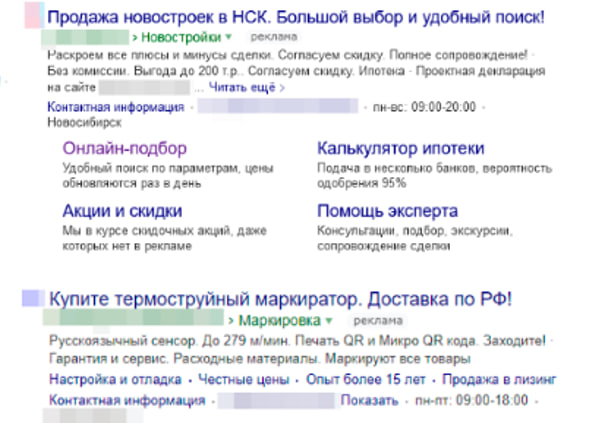 Продажа новостроек в НСК. Большой выбор и удобный поиск!
› Новостройки ▾ реклама
Раскроем все плюсы и минусы сделки. Согласуем скидку. Полное сопровождение! ·
Без комиссии. Выгода до 200 т.р.. Согласуем скидку. Ипотека · Проектная декларация
на сайте ... Читать ещё ›
Контактная информация · · пн-вс: 09:00-20:00 ·
Новосибирск
Онлайн-подбор
Удобный поиск по параметрам, цены
обновляются раз в день
Калькулятор ипотеки
Подача в несколько банков, вероятность
одобрения 95%
Акции и скидки
Мы в курсе скидочных акций, даже
которых нет в рекламе
Помощь эксперта
Консультации, подбор, экскурсии,
сопровождение сделки
Купите термоструйный маркиратор. Доставка по РФ!
› Маркировка ▾ реклама
Русскоязычный сенсор. До 279 м/мин. Печать QR и Микро QR кода. Заходите! ·
Гарантия и сервис. Расходные материалы. Маркируют все товары
Настройка и отладка · Честные цены · Опыт более 15 лет · Продажа в лизинг
Контактная информация · Показать · пн-пт: 09:00-18:00 ·